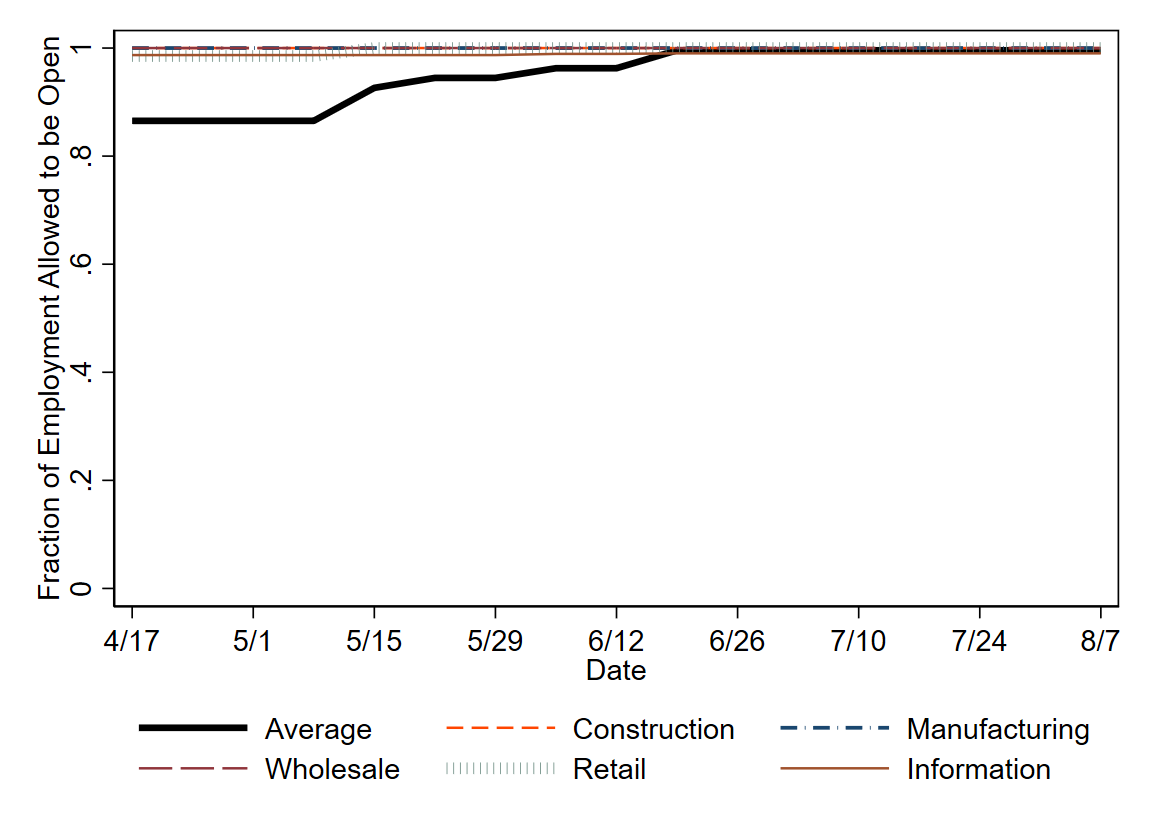 Fraction of Employment Allowed to be Open
1
.8
.6
.4
.2
0
4/17 5/1 5/15 5/29 6/12 6/26 7/10 7/24 8/7
Date
Average Construction Manufacturing
Wholesale Retail Information